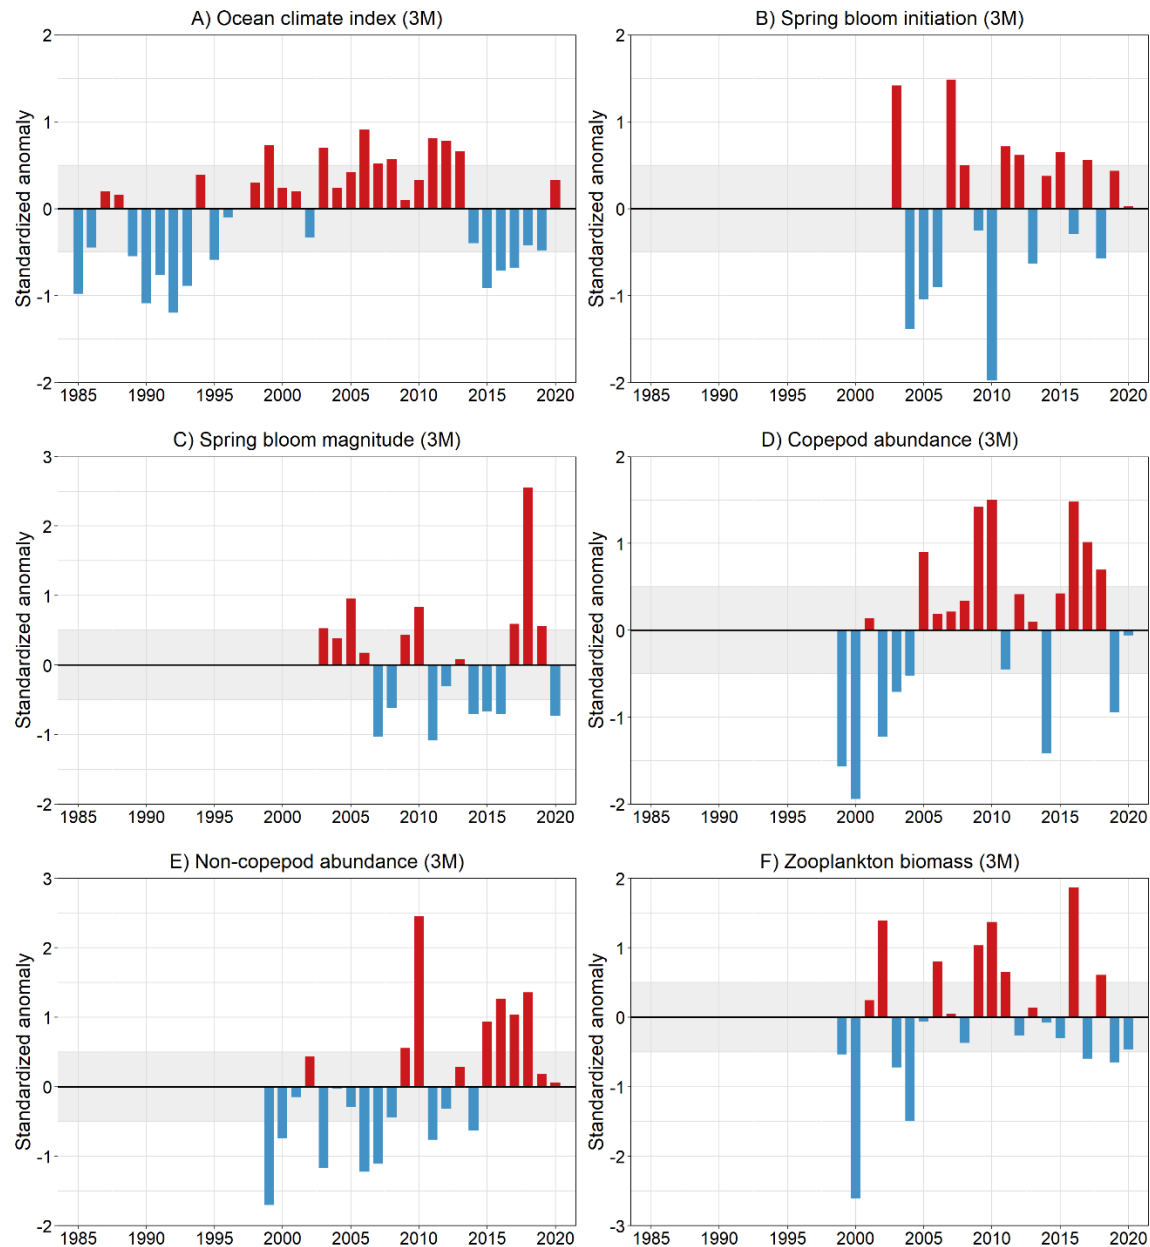 A) Ocean climate index (3M)
Standardized anomaly
2
1
0
-1
-2
1985 1990 1995 2000 2005 2010 2015 2020
B) Spring bloom initiation (3M)
Standardized anomaly
2
1
0
-1
-2
1985 1990 1995 2000 2005 2010 2015 2020
C) Spring bloom magnitude (3M)
Standardized anomaly
3
2
1
0
-1
-2
1985 1990 1995 2000 2005 2010 2015 2020
D) Copepod abundance (3M)
Standardized anomaly
2
1
0
-1
-2
1985 1990 1995 2000 2005 2010 2015 2020
E) Non-copepod abundance (3M)
Standardized anomaly
3
2
1
0
-1
-2
1985 1990 1995 2000 2005 2010 2015 2020
F) Zooplankton biomass (3M)
Standardized anomaly
2
1
0
-1
2
-3
1985 1990 1995 2000 2005 2010 2015 2020